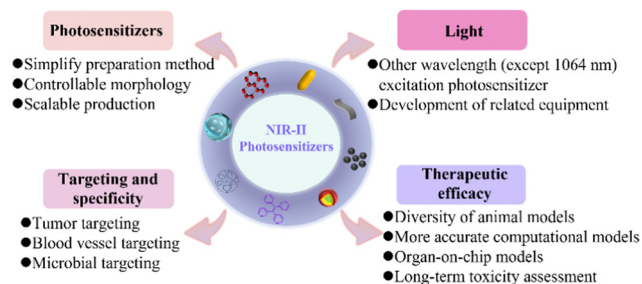 Photosensitizers
●Simplify preparation method
●Controllable morphology
●Scalable production
Light
●Other wavelength (except 1064 nm)
excitation photosensitizer
●Development of related equipment
NIR-II
Photosensitizers
Targeting and
specificity
●Tumor targeting
●Blood vessel targeting
●Microbial targeting
Therapeutic
efficacy
●Diversity of animal models
●More accurate computational models
●Organ-on-chip models
●Long-term toxicity assessment